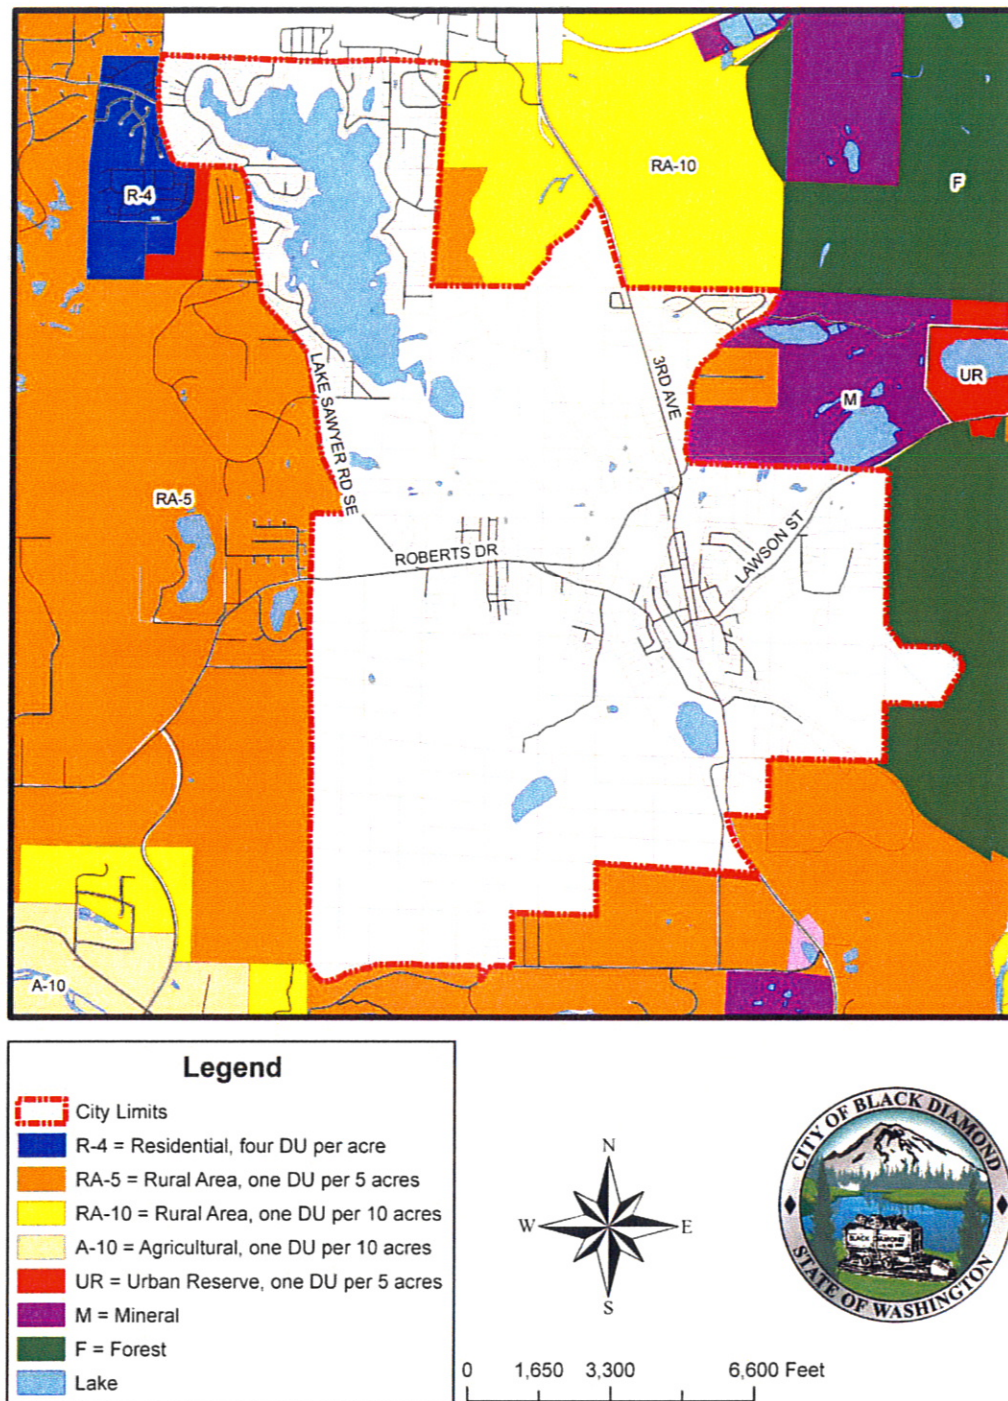 R-4
RA-10
F
LAKE SAWYER RD SE
3RD AVE
UR
M
RA-5
ROBERTS DR
LAWSON ST
A-10
Legend
City Limits
R-4 = Residential, four DU per acre
RA-5 = Rural Area, one DU per 5 acres
RA-10 = Rural Area, one DU per 10 acres
A-10 = Agricultural, one DU per 10 acres
UR = Urban Reserve, one DU per 5 acres
M = Mineral
F = Forest
Lake
N
W
E
S
0 1,650 3,300 6,600 Feet
CITY OF BLACK DIAMOND
BLACK DIAMOND
STATE OF WASHINGTON